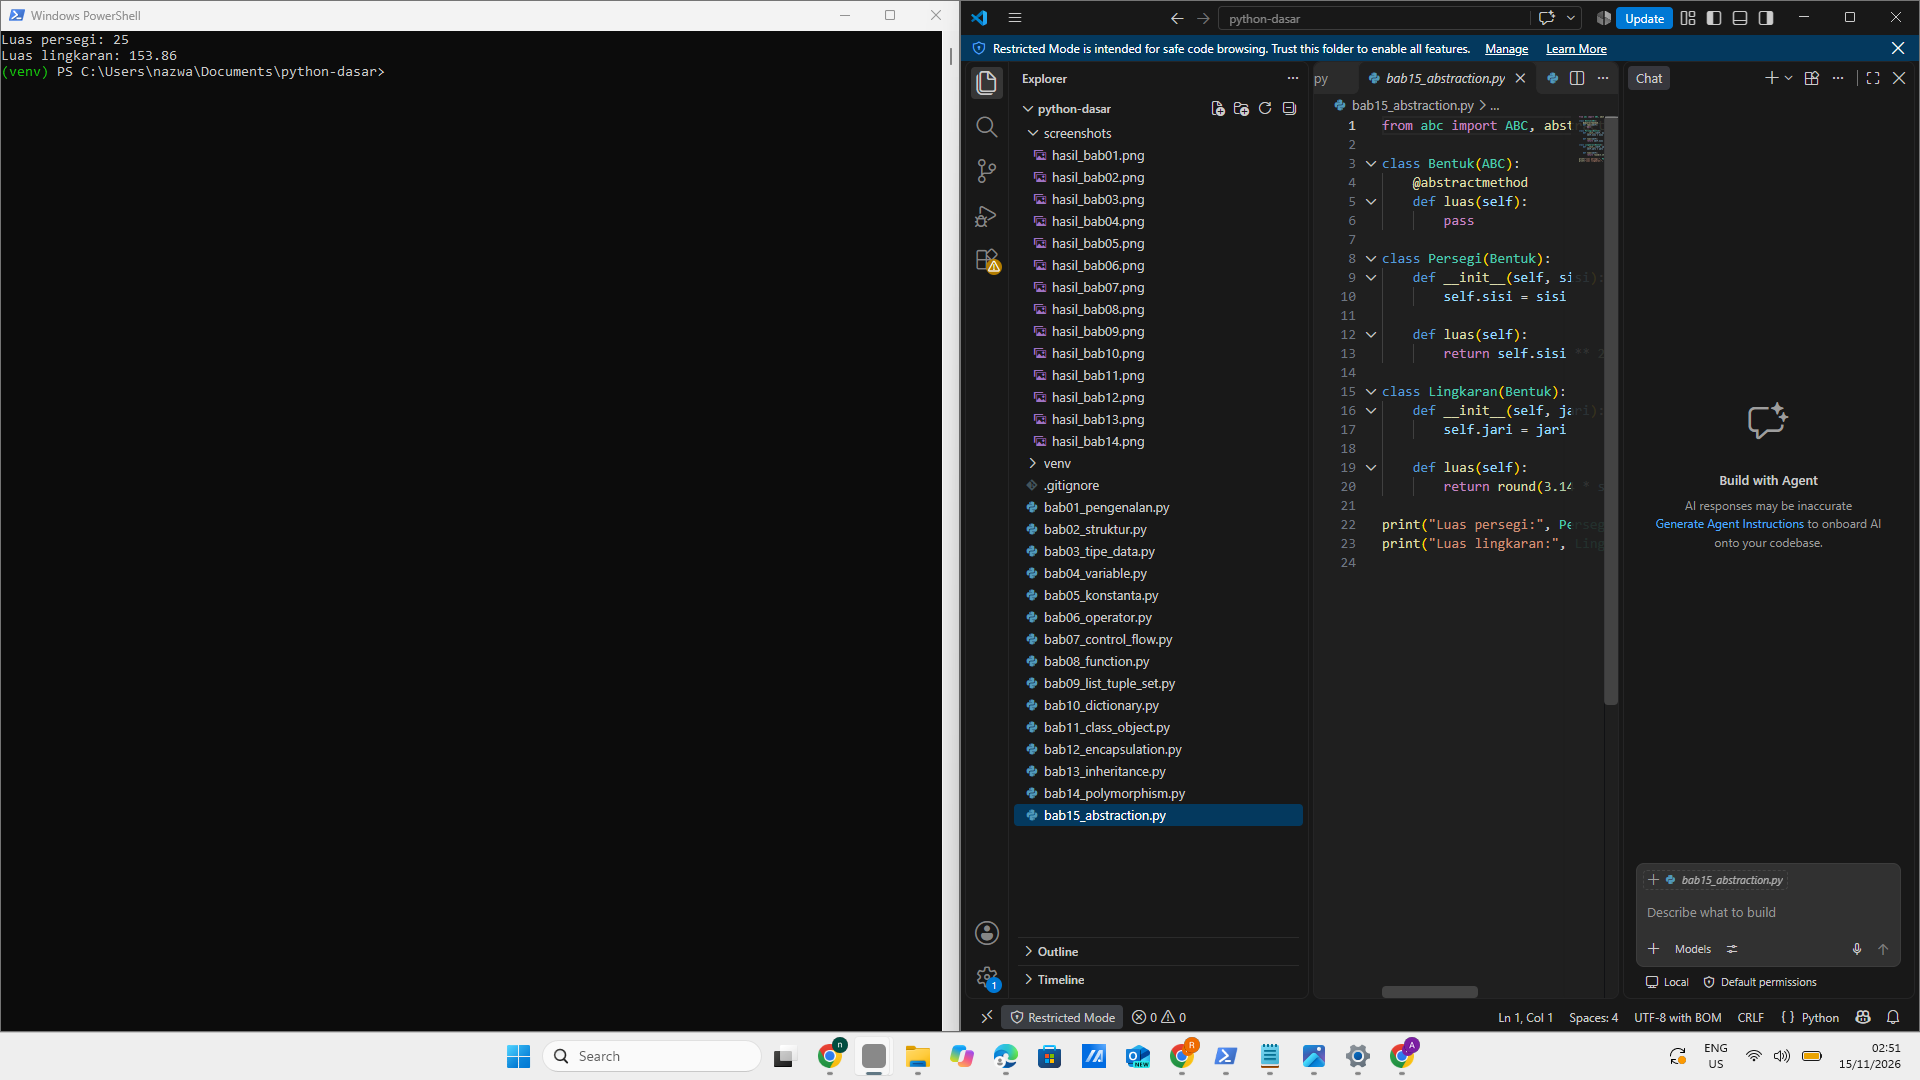 Windows PowerShell
Luas persegi: 25
Luas lingkaran: 153.86
(venv) PS C:\Users\nazwa\Documents\python-dasar>
python-dasar
Update
Restricted Mode is intended for safe code browsing. Trust this folder to enable all features. Manage Learn More
Explorer
python-dasar
screenshots
hasil_bab01.png
hasil_bab02.png
hasil_bab03.png
hasil_bab04.png
hasil_bab05.png
hasil_bab06.png
hasil_bab07.png
hasil_bab08.png
hasil_bab09.png
hasil_bab10.png
hasil_bab11.png
hasil_bab12.png
hasil_bab13.png
hasil_bab14.png
venv
.gitignore
bab01_pengenalan.py
bab02_struktur.py
bab03_tipe_data.py
bab04_variable.py
bab05_konstanta.py
bab06_operator.py
bab07_control_flow.py
bab08_function.py
bab09_list_tuple_set.py
bab10_dictionary.py
bab11_class_object.py
bab12_encapsulation.py
bab13_inheritance.py
bab14_polymorphism.py
bab15_abstraction.py
Outline
Timeline
py bab15_abstraction.py
bab15_abstraction.py > ...
1 from abc import ABC, abst
2
3 class Bentuk(ABC):
4 @abstractmethod
5 def luas(self):
6 pass
7
8 class Persegi(Bentuk):
9 def __init__(self, sisi):
10 self.sisi = sisi
11
12 def luas(self):
13 return self.sisi ** 2
14
15 class Lingkaran(Bentuk):
16 def __init__(self, jari):
17 self.jari = jari
18
19 def luas(self):
20 return round(3.14 * s
21
22 print("Luas persegi:", Perseg
23 print("Luas lingkaran:", Ling
24
Chat
Build with Agent
AI responses may be inaccurate
Generate Agent Instructions to onboard AI
onto your codebase.
bab15_abstraction.py
Describe what to build
Models
Local Default permissions
1
Restricted Mode 0 0 Ln 1, Col 1 Spaces: 4 UTF-8 with BOM CRLF { } Python
Search
n
NEW
R
A
ENG
US
02:51
15/11/2026